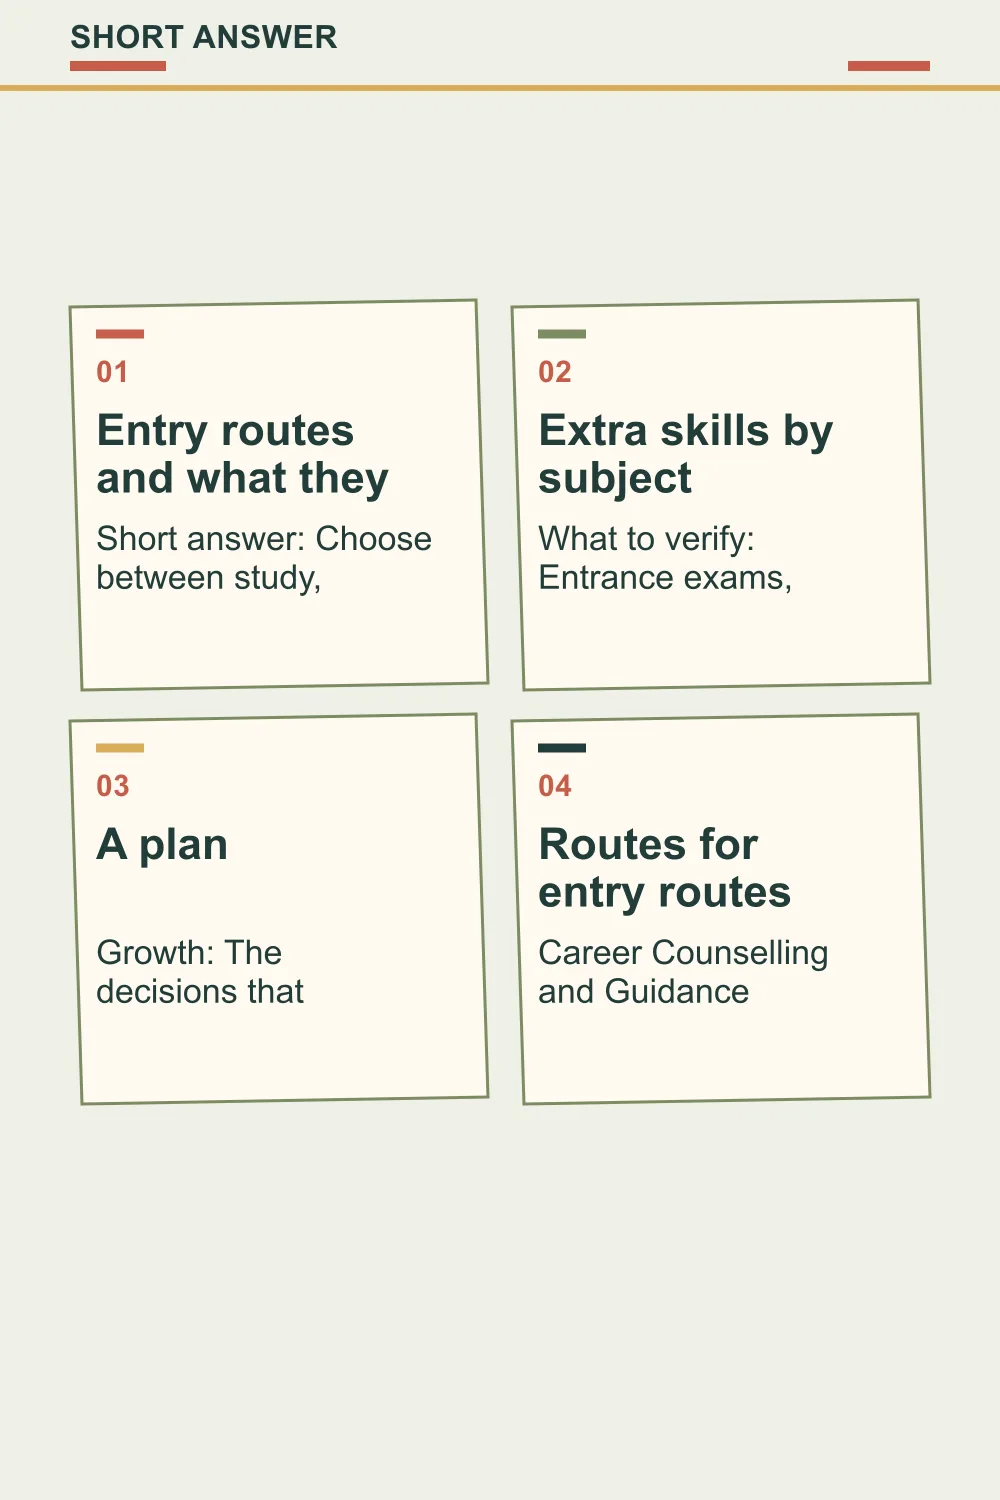 SHORT ANSWER
01
Entry routes
and what they
Short answer: Choose
between study,
02
Extra skills by
subject
What to verify:
Entrance exams,
03
A plan
Growth: The
decisions that
04
Routes for
entry routes
Career Counselling
and Guidance